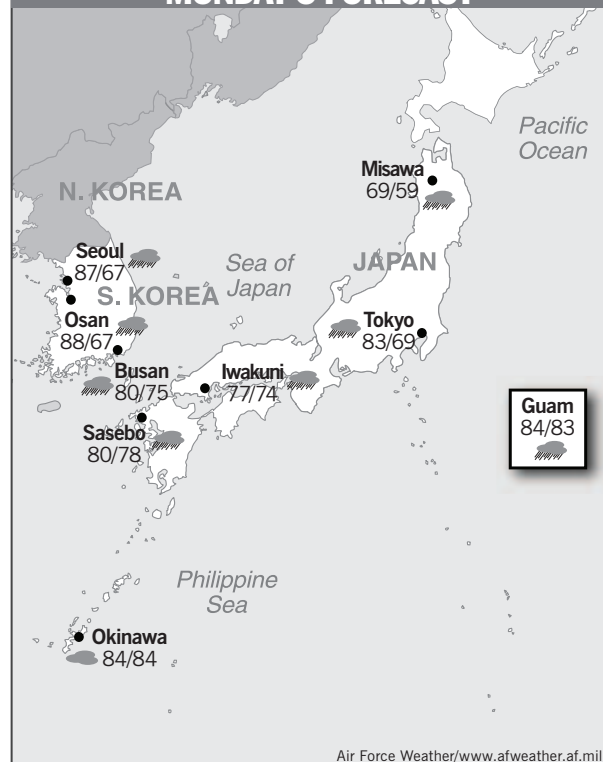 Pacific
Ocean
Misawa
69/59
N. KOREA
Seoul
87/67
Sea of
Japan
JAPAN
S. KOREA
Osan
88/67
Tokyo
83/69
Busan
80/75
Iwakuni
77/74
Guam
84/83
Sasebo
80/78
Philippine
Sea
Okinawa
84/84
Air Force Weather/www.afweather.af.mil